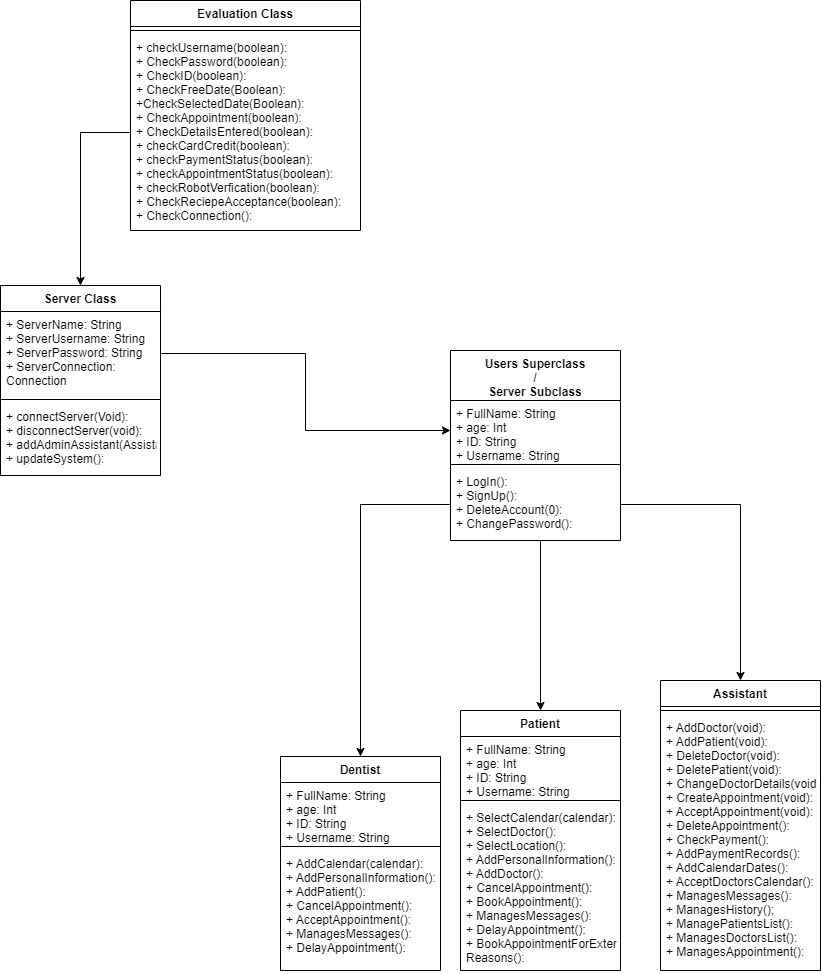 Evaluation Class
+ checkUsername(boolean):
+ CheckPassword(boolean):
+ CheckID(boolean):
+ CheckFreeDate(Boolean):
+CheckSelectedDate(Boolean):
+ CheckAppointment(boolean):
+ CheckDetailsEntered(boolean):
+ checkCardCredit(boolean):
+ checkPaymentStatus(boolean):
+ checkAppointmentStatus(boolean):
+ checkRobotVerfication(boolean):
+ CheckReciepeAcceptance(boolean):
+ CheckConnection():
Server Class
+ ServerName: String
+ ServerUsername: String
+ ServerPassword: String
+ ServerConnection:
Connection
+ connectServer(Void):
+ disconnectServer(void):
+ addAdminAssistant(Assista
+ updateSystem():
Users Superclass
/
Server Subclass
+ FullName: String
+ age: Int
+ ID: String
+ Username: String
+ LogIn():
+ SignUp():
+ DeleteAccount(0):
+ ChangePassword():
Dentist
+ FullName: String
+ age: Int
+ ID: String
+ Username: String
+ AddCalendar(calendar):
+ AddPersonalInformation():
+ AddPatient():
+ CancelAppointment():
+ AcceptAppointment():
+ ManagesMessages():
+ DelayAppointment():
Patient
+ FullName: String
+ age: Int
+ ID: String
+ Username: String
+ SelectCalendar(calendar):
+ SelectDoctor():
+ SelectLocation():
+ AddPersonalInformation():
+ AddDoctor():
+ CancelAppointment():
+ BookAppointment():
+ ManagesMessages():
+ DelayAppointment():
+ BookAppointmentForExter
Reasons():
Assistant
+ AddDoctor(void):
+ AddPatient(void):
+ DeleteDoctor(void):
+ DeletePatient(void):
+ ChangeDoctorDetails(void
+ CreateAppointment(void):
+ AcceptAppointment(void):
+ DeleteAppointment():
+ CheckPayment():
+ AddPaymentRecords():
+ AddCalendarDates():
+ AcceptDoctorsCalendar():
+ ManagesMessages():
+ ManagesHistory();
+ ManagePatientsList():
+ ManagesDoctorsList():
+ ManagesAppointment():